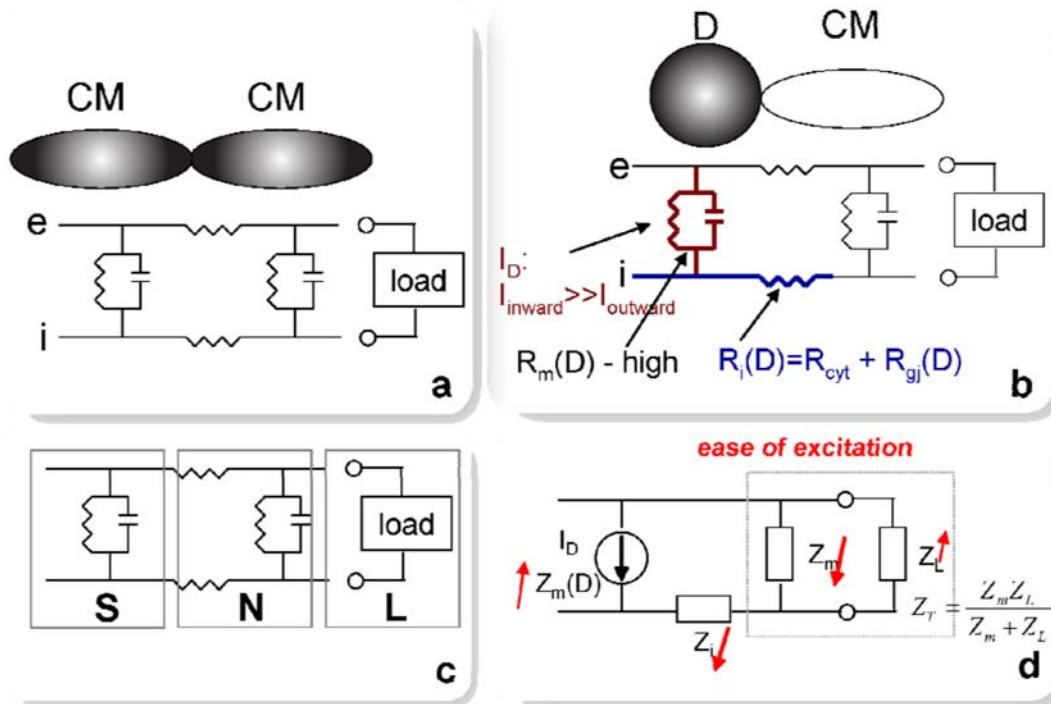 CM CM
e
load
i
a
D CM
e
load
I_D:
i
I_inward>>I_outward
R_m(D) - high
R_i(D)=R_cyt + R_gj(D)
b
load
S N L
c
ease of excitation
I_D
Z_m Z_L
Z_m(D)
Z_T = Z_m Z_L / Z_m + Z_L
Z_i
d